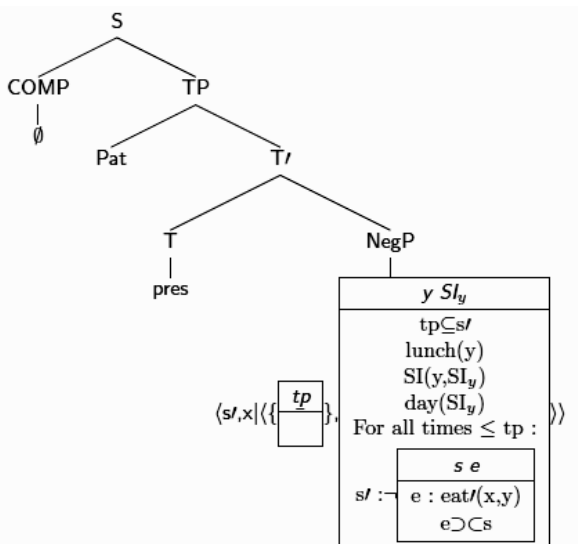 S
COMP TP
∅ Pat T′
T NegP
pres
y SI_y
tp⊆s′
lunch(y)
SI(y,SI_y)
day(SI_y)
For all times ≤ tp :
⟨s′,x|⟨{ tp }, ⟩⟩
s e
s′ :¬ e : eat′(x,y)
e⊃⊂s